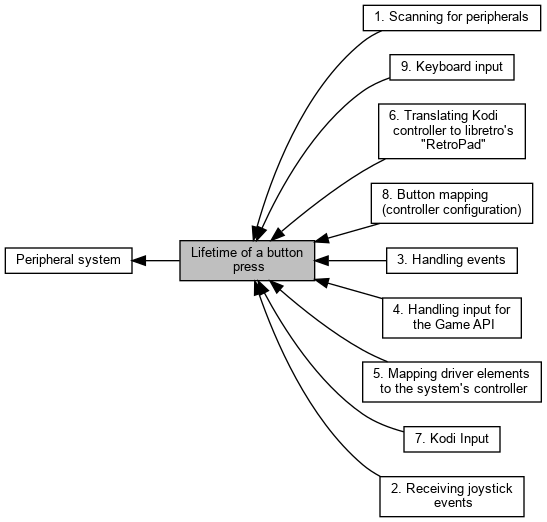 1. Scanning for peripherals
9. Keyboard input
6. Translating Kodi
controller to libretro's
"RetroPad"
8. Button mapping
(controller configuration)
Lifetime of a button
press
Peripheral system
3. Handling events
4. Handling input for
the Game API
5. Mapping driver elements
to the system's controller
7. Kodi Input
2. Receiving joystick
events